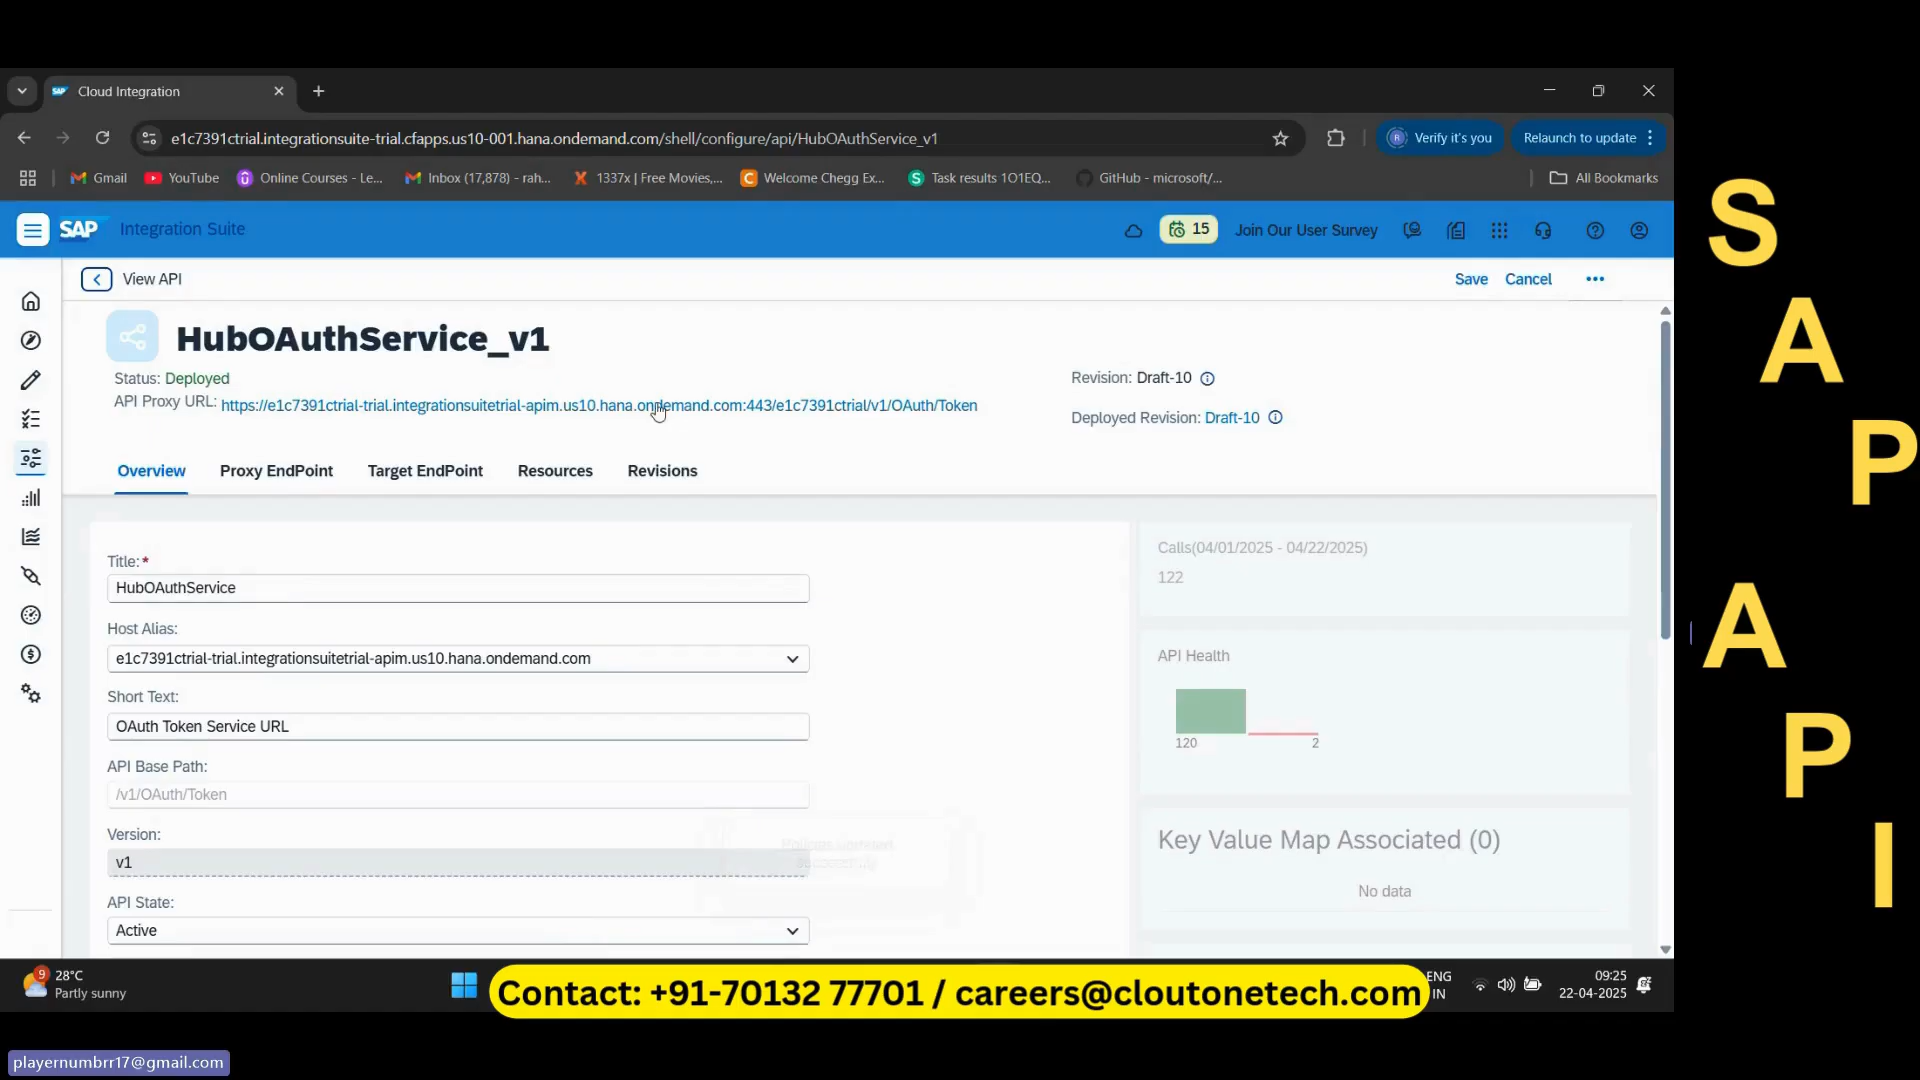 Cloud Integration
e1c7391ctrial.integrationsuite-trial.cfapps.us10-001.hana.ondemand.com/shell/configure/api/HubOAuthService_v1
Verify it's you
Relaunch to update
Gmail
YouTube
Online Courses - Le...
Inbox (17,878) - rah...
1337x | Free Movies,...
Welcome Chegg Ex...
Task results 1O1EQ...
GitHub - microsoft/...
All Bookmarks
SAP
Integration Suite
15
Join Our User Survey
View API
Save
Cancel
HubOAuthService_v1
Status: Deployed
API Proxy URL: https://e1c7391ctrial-trial.integrationsuitetrial-apim.us10.hana.ondemand.com:443/e1c7391ctrial/v1/OAuth/Token
Revision: Draft-10
Deployed Revision: Draft-10
Overview
Proxy EndPoint
Target EndPoint
Resources
Revisions
Title:*
HubOAuthService
Host Alias:
e1c7391ctrial-trial.integrationsuitetrial-apim.us10.hana.ondemand.com
Short Text:
OAuth Token Service URL
API Base Path:
/v1/OAuth/Token
Version:
v1
API State:
Active
Policies updated
successfully
Calls(04/01/2025 - 04/22/2025)
122
API Health
120
2
Key Value Map Associated (0)
No data
9
28°C
Partly sunny
Contact: +91-70132 77701 / careers@cloutonetech.com
ENG
IN
09:25
22-04-2025
playernumbrr17@gmail.com
S
A
P
A
P
I